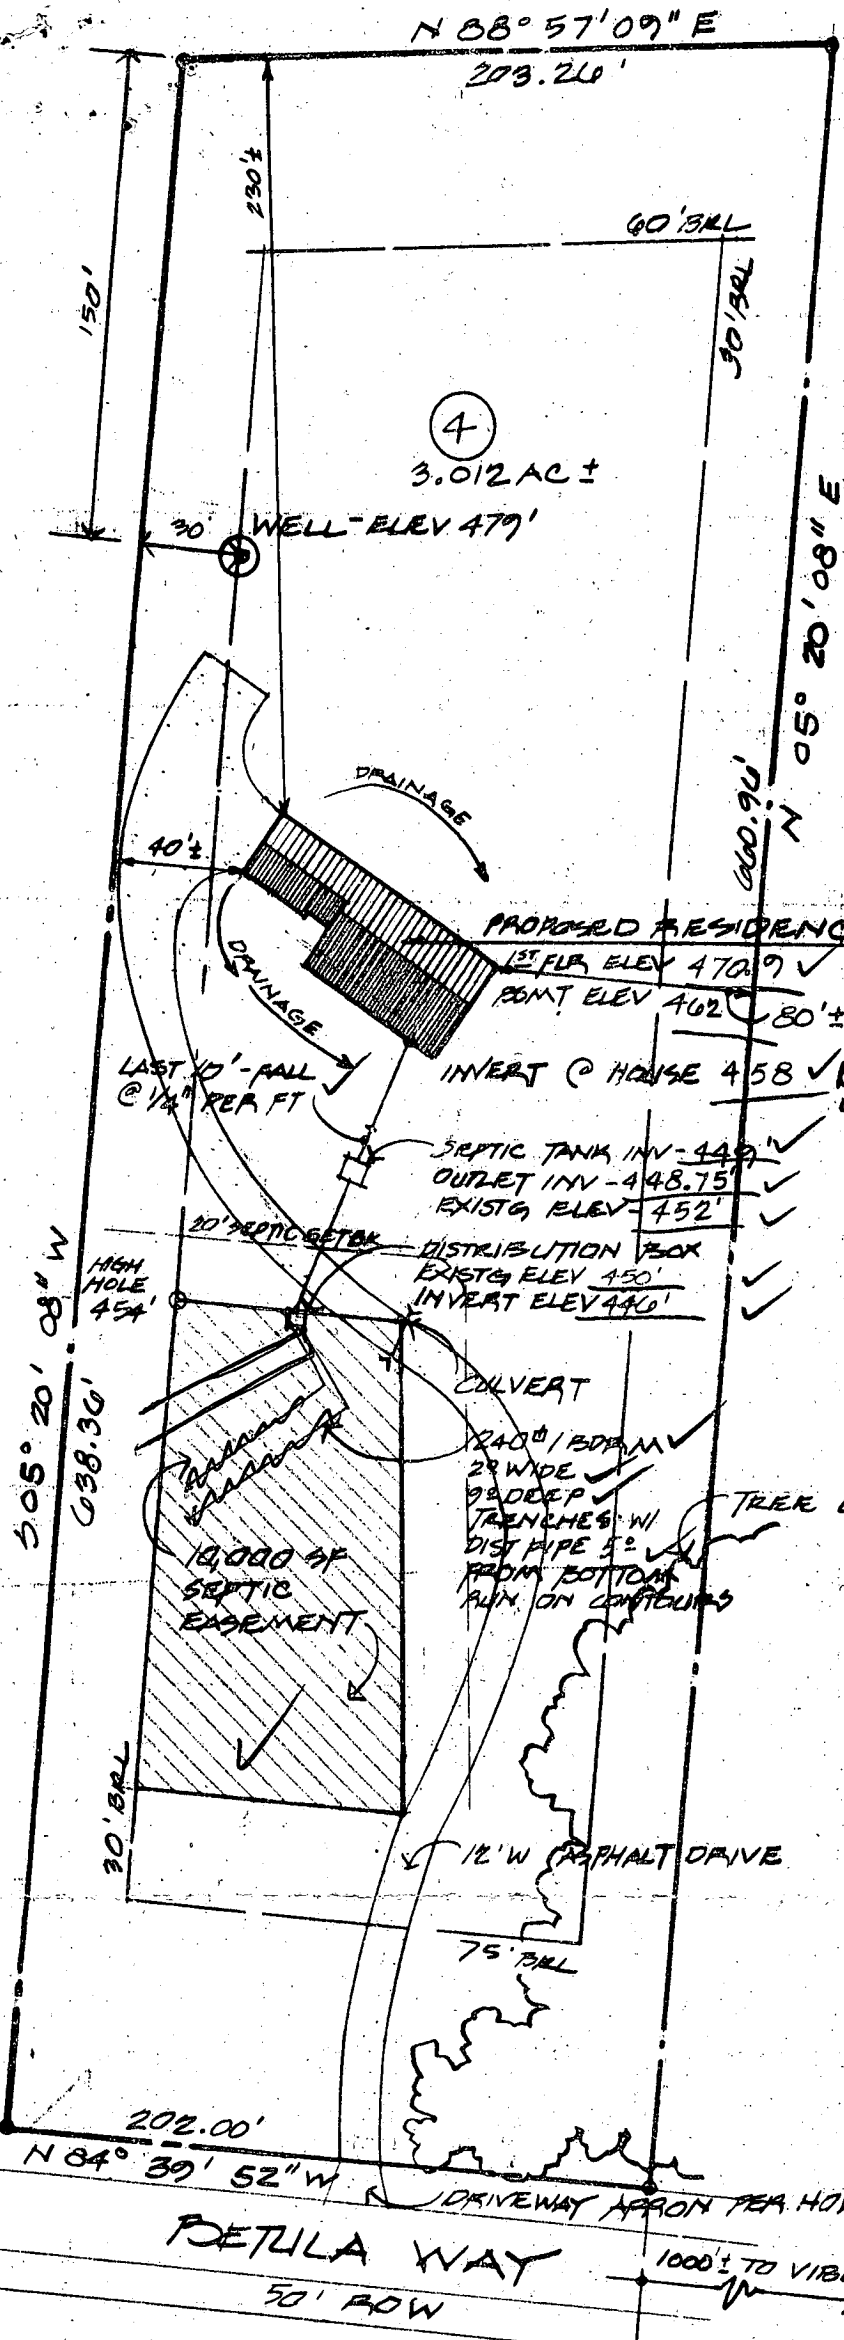 N 88° 57' 09" E
203.26'
230'±
150'
60' BRL
30' BRL
4
3.012 AC ±
30'
WELL - ELEV 479'
N 05° 20' 08" E
660.96'
DRAINAGE
40'±
PROPOSED RESIDENC
1ST FLR ELEV 470.9
BSMT ELEV 462
80'±
DRAINAGE
LAST 10' - FALL
@ 1/4" PER FT
INVERT @ HOUSE 458
SEPTIC TANK INV - 449'
OUTLET INV - 448.75'
EXISTG ELEV - 452'
20' SEPTIC SETBK
DISTRIBUTION BOX
EXISTG ELEV 450'
INVERT ELEV 446'
HIGH
HOLE
454'
S 05° 20' 08" W
638.36'
CULVERT
240 / BDRM
2° WIDE
9° DEEP
TRENCHES W/
DIST PIPE 5°
FROM BOTTOM
RUN ON CONTOURS
TREE
10,000 SF
SEPTIC
EASEMENT
30' BRL
12' W ASPHALT DRIVE
75' BRL
202.00'
N 84° 39' 52" W
DRIVEWAY APRON PER HO
BETULA WAY
1000'± TO VIB
50' ROW